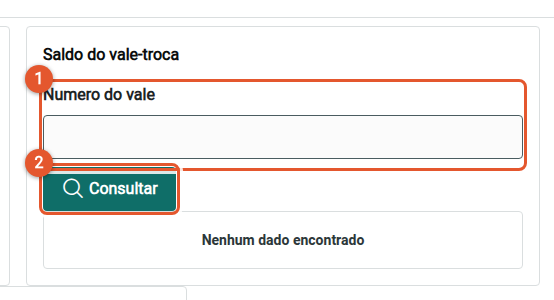 Saldo do vale-troca
1
Numero do vale
2
Consultar
Nenhum dado encontrado